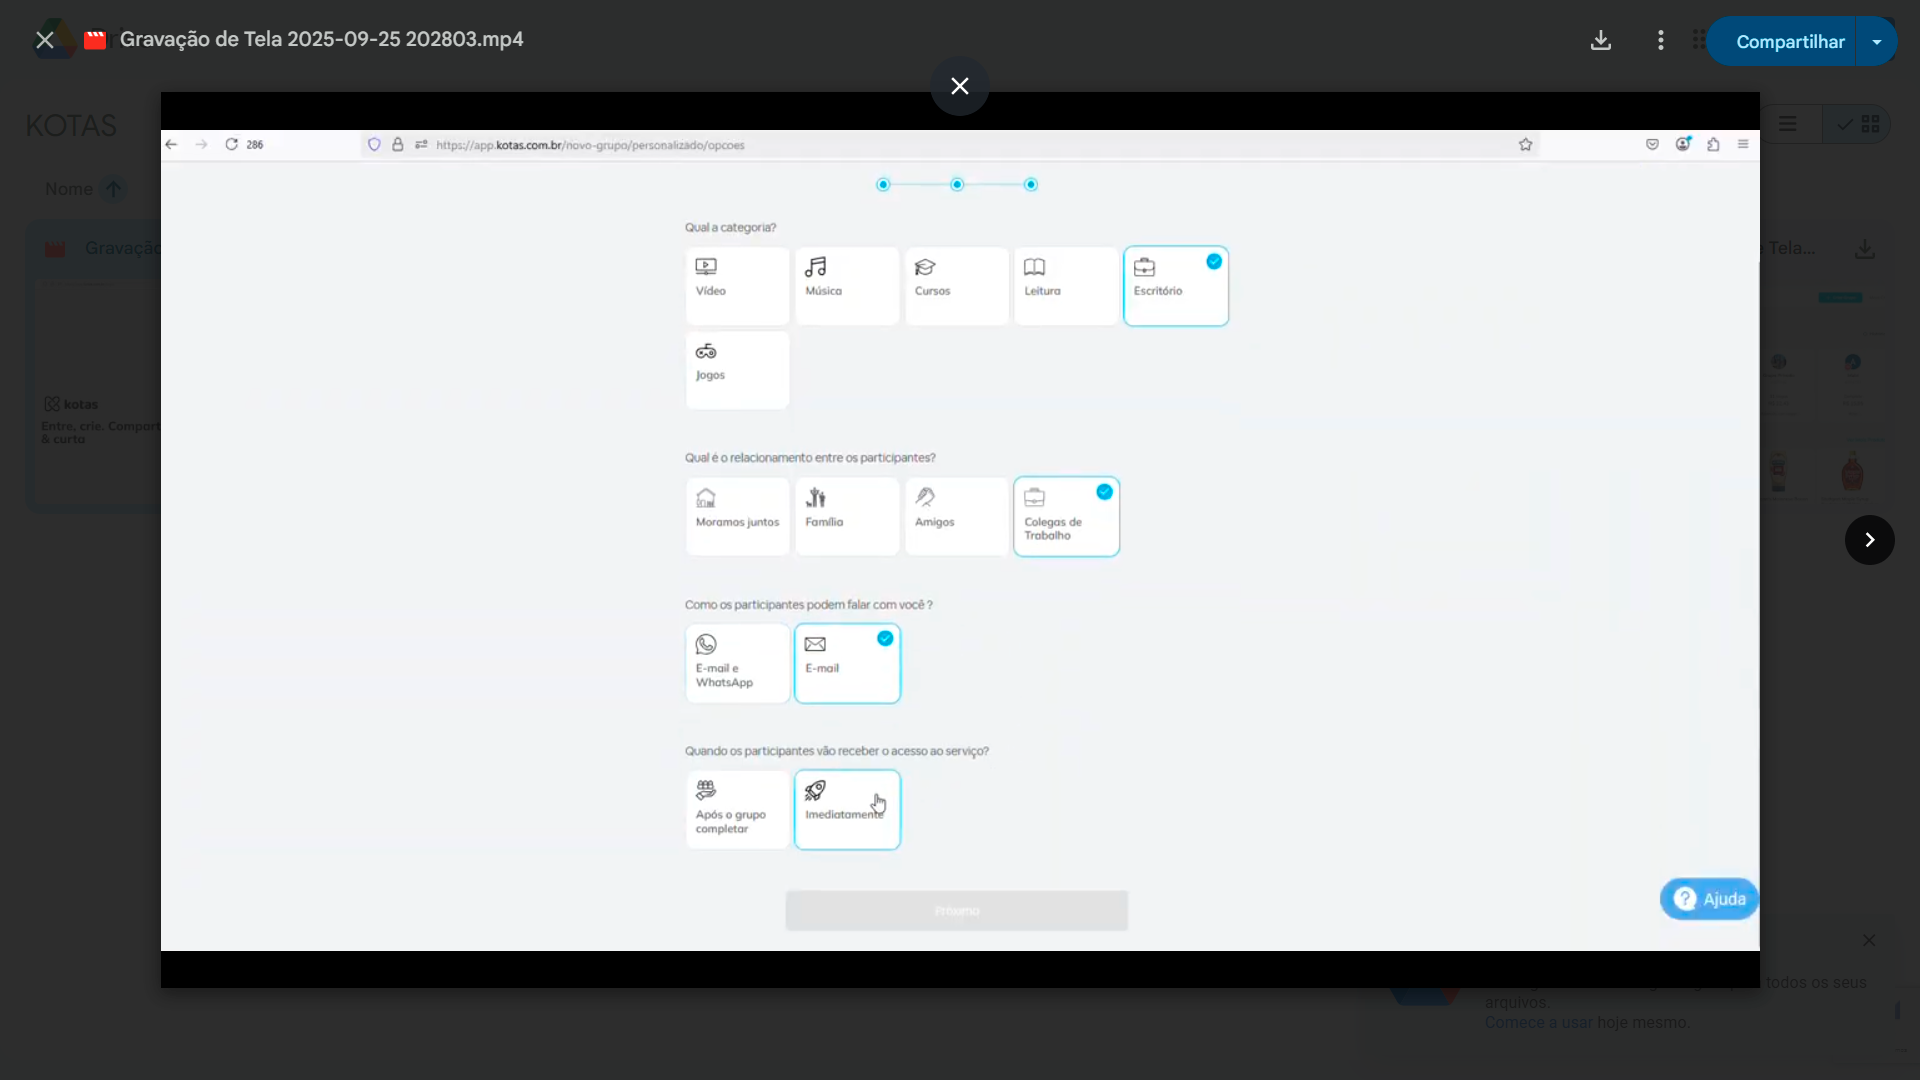 Gravação de Tela 2025-09-25 202803.mp4
Compartilhar
KOTAS
286
https://app.kotas.com.br/novo-grupo/personalizado/opcoes
Nome
Gravação
Tela...
kotas
Entre, crie. Compart
& curta
Qual a categoria?
Vídeo
Música
Cursos
Leitura
Escritório
Jogos
Qual é o relacionamento entre os participantes?
Moramos juntos
Família
Amigos
Colegas de
Trabalho
Como os participantes podem falar com você ?
E-mail e
WhatsApp
E-mail
Quando os participantes vão receber o acesso ao serviço?
Após o grupo
completar
Imediatamente
Próximo
? Ajuda
todos os seus
arquivos.
Comece a usar hoje mesmo.